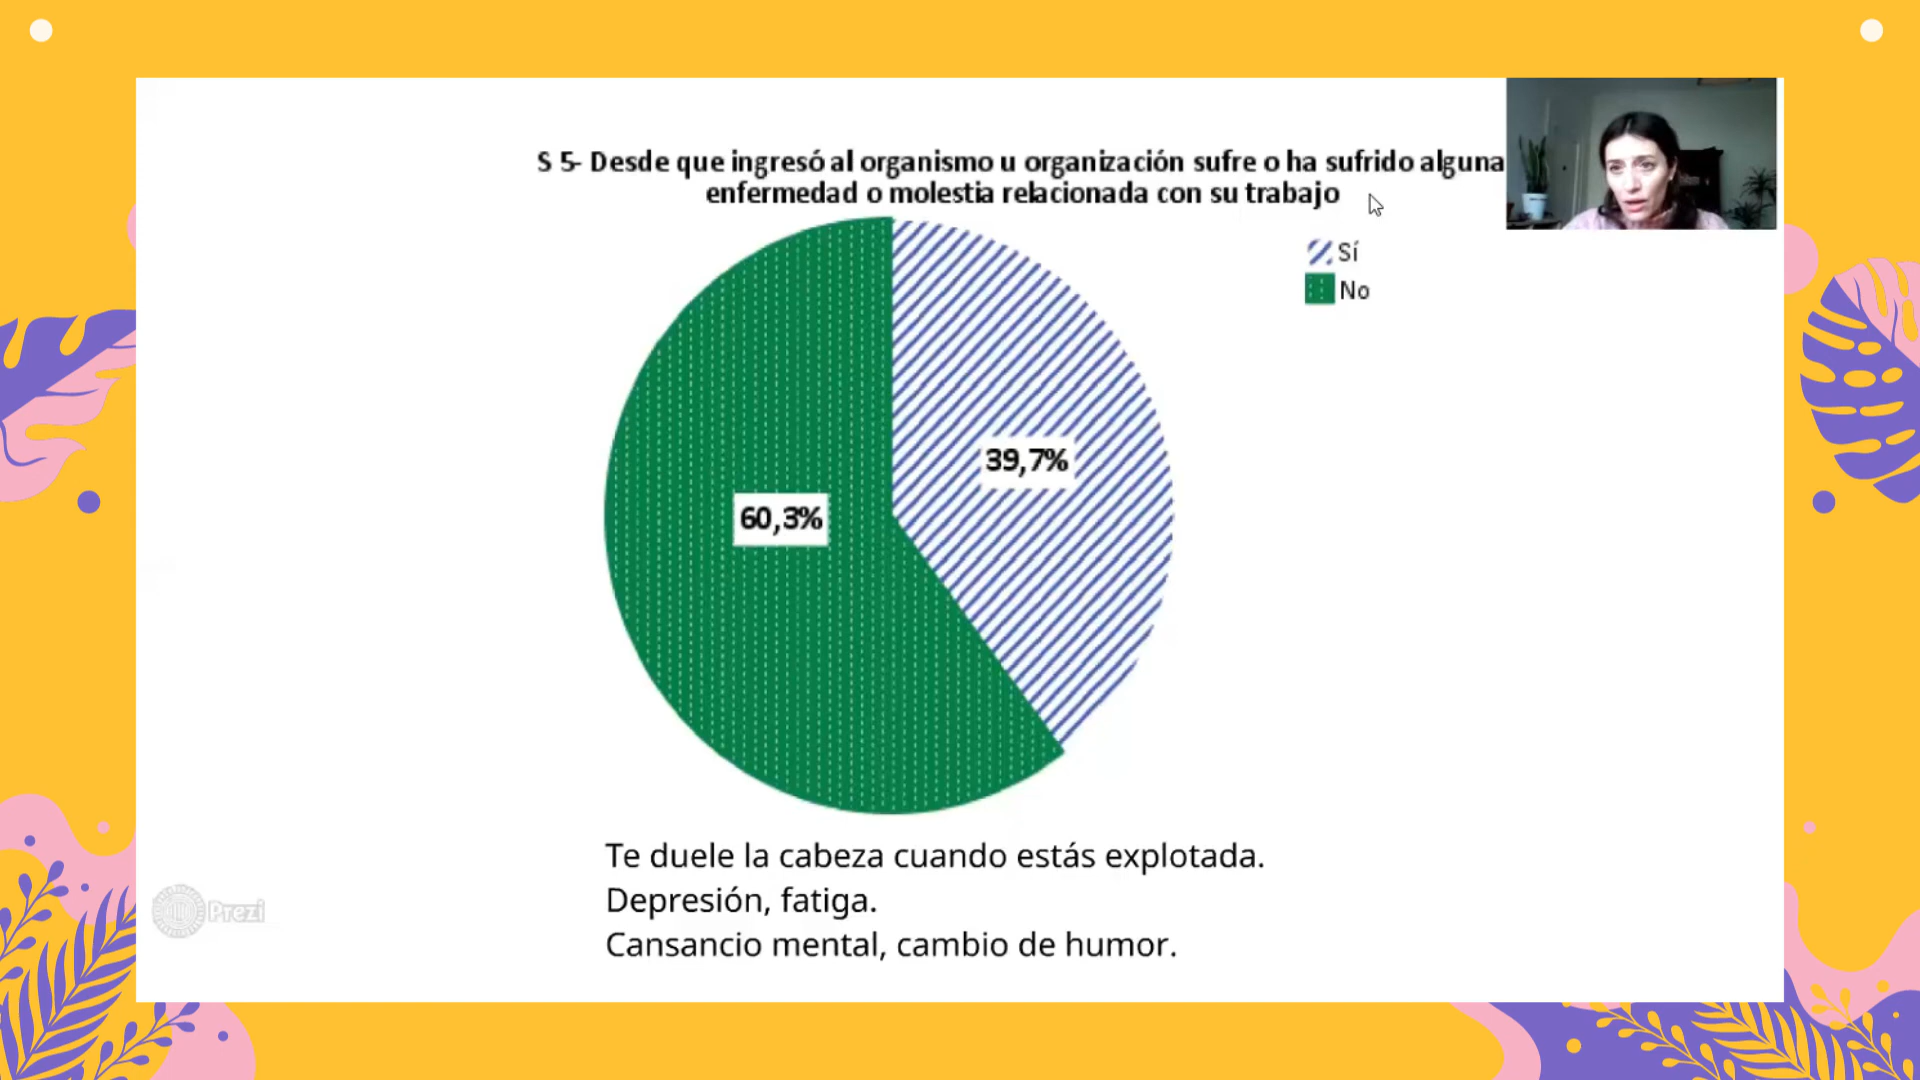 S 5- Desde que ingresó al organismo u organización sufre o ha sufrido alguna
enfermedad o molestia relacionada con su trabajo
Sí
No
39,7%
60,3%
Te duele la cabeza cuando estás explotada.
Depresión, fatiga.
Cansancio mental, cambio de humor.
Prezi